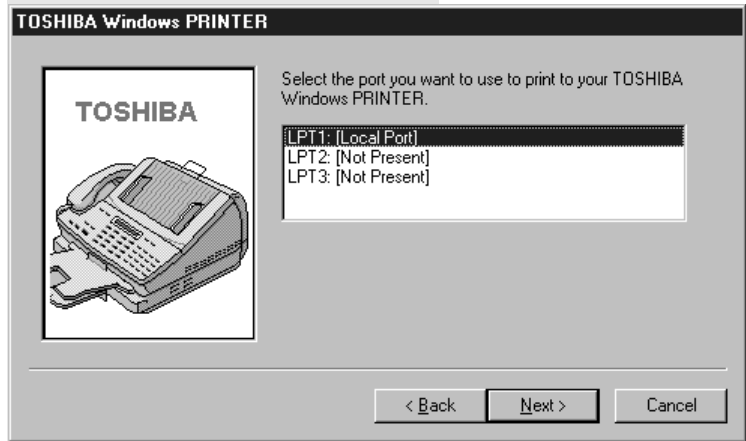 TOSHIBA Windows PRINTER
TOSHIBA
Select the port you want to use to print to your TOSHIBA
Windows PRINTER.
LPT1: [Local Port]
LPT2: [Not Present]
LPT3: [Not Present]
< Back
Next >
Cancel